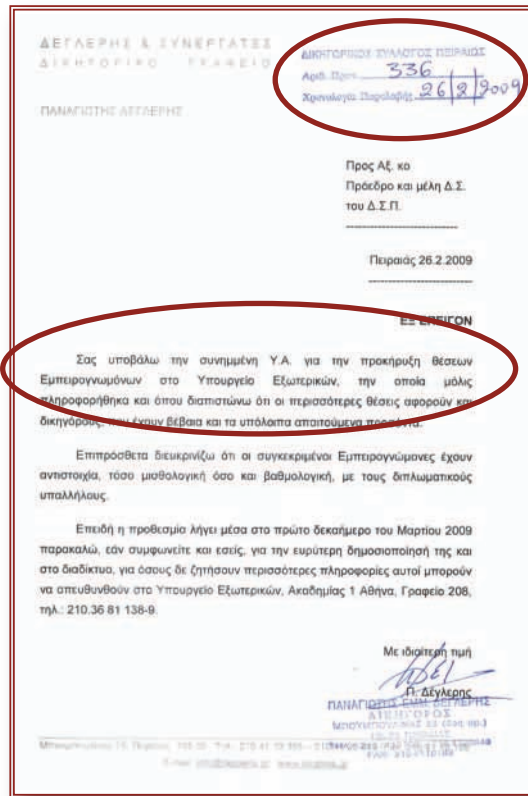 ΔΕΓΛΕΡΗΣ & ΣΥΝΕΡΓΑΤΕΣ
ΔΙΚΗΓΟΡΙΚΟ ΓΡΑΦΕΙΟ
ΔΙΚΗΓΟΡΙΚΟΣ ΣΥΛΛΟΓΟΣ ΠΕΙΡΑΙΩΣ
Αριθ. Πρωτ. 336
Χρονολογία Παραλαβής 26|2|2009
ΠΑΝΑΓΙΩΤΗΣ ΔΕΓΛΕΡΗΣ
Προς Αξ. κο
Πρόεδρο και μέλη Δ.Σ.
του Δ.Σ.Π.
Πειραιάς 26.2.2009
ΕΞ ΕΠΕΙΓΟΝ
Σας υποβάλω την συνημμένη Υ.Α. για την προκήρυξη θέσεων
Εμπειρογνωμόνων στο Υπουργείο Εξωτερικών, την οποία μόλις
πληροφορήθηκα και όπου διαπιστώνω ότι οι περισσότερες θέσεις αφορούν και
δικηγόρους, που έχουν βέβαια και τα υπόλοιπα απαιτούμενα προσόντα.
Επιπρόσθετα διευκρινίζω ότι οι συγκεκριμένοι Εμπειρογνώμονες έχουν
αντιστοιχία, τόσο μισθολογική όσο και βαθμολογική, με τους διπλωματικούς
υπαλλήλους.
Επειδή η προθεσμία λήγει μέσα στο πρώτο δεκαήμερο του Μαρτίου 2009
παρακαλώ, εάν συμφωνείτε και εσείς, για την ευρύτερη δημοσιοποίησή της και
στο διαδίκτυο, για όσους δε ζητήσουν περισσότερες πληροφορίες αυτοί μπορούν
να απευθυνθούν στο Υπουργείο Εξωτερικών, Ακαδημίας 1 Αθήνα, Γραφείο 208,
τηλ.: 210.36 81 138-9.
Με ιδιαίτερη τιμή
Π. Δέγλερης
ΠΑΝΑΓΙΩΤΗΣ ΕΜΜ. ΔΕΓΛΕΡΗΣ
ΔΙΚΗΓΟΡΟΣ